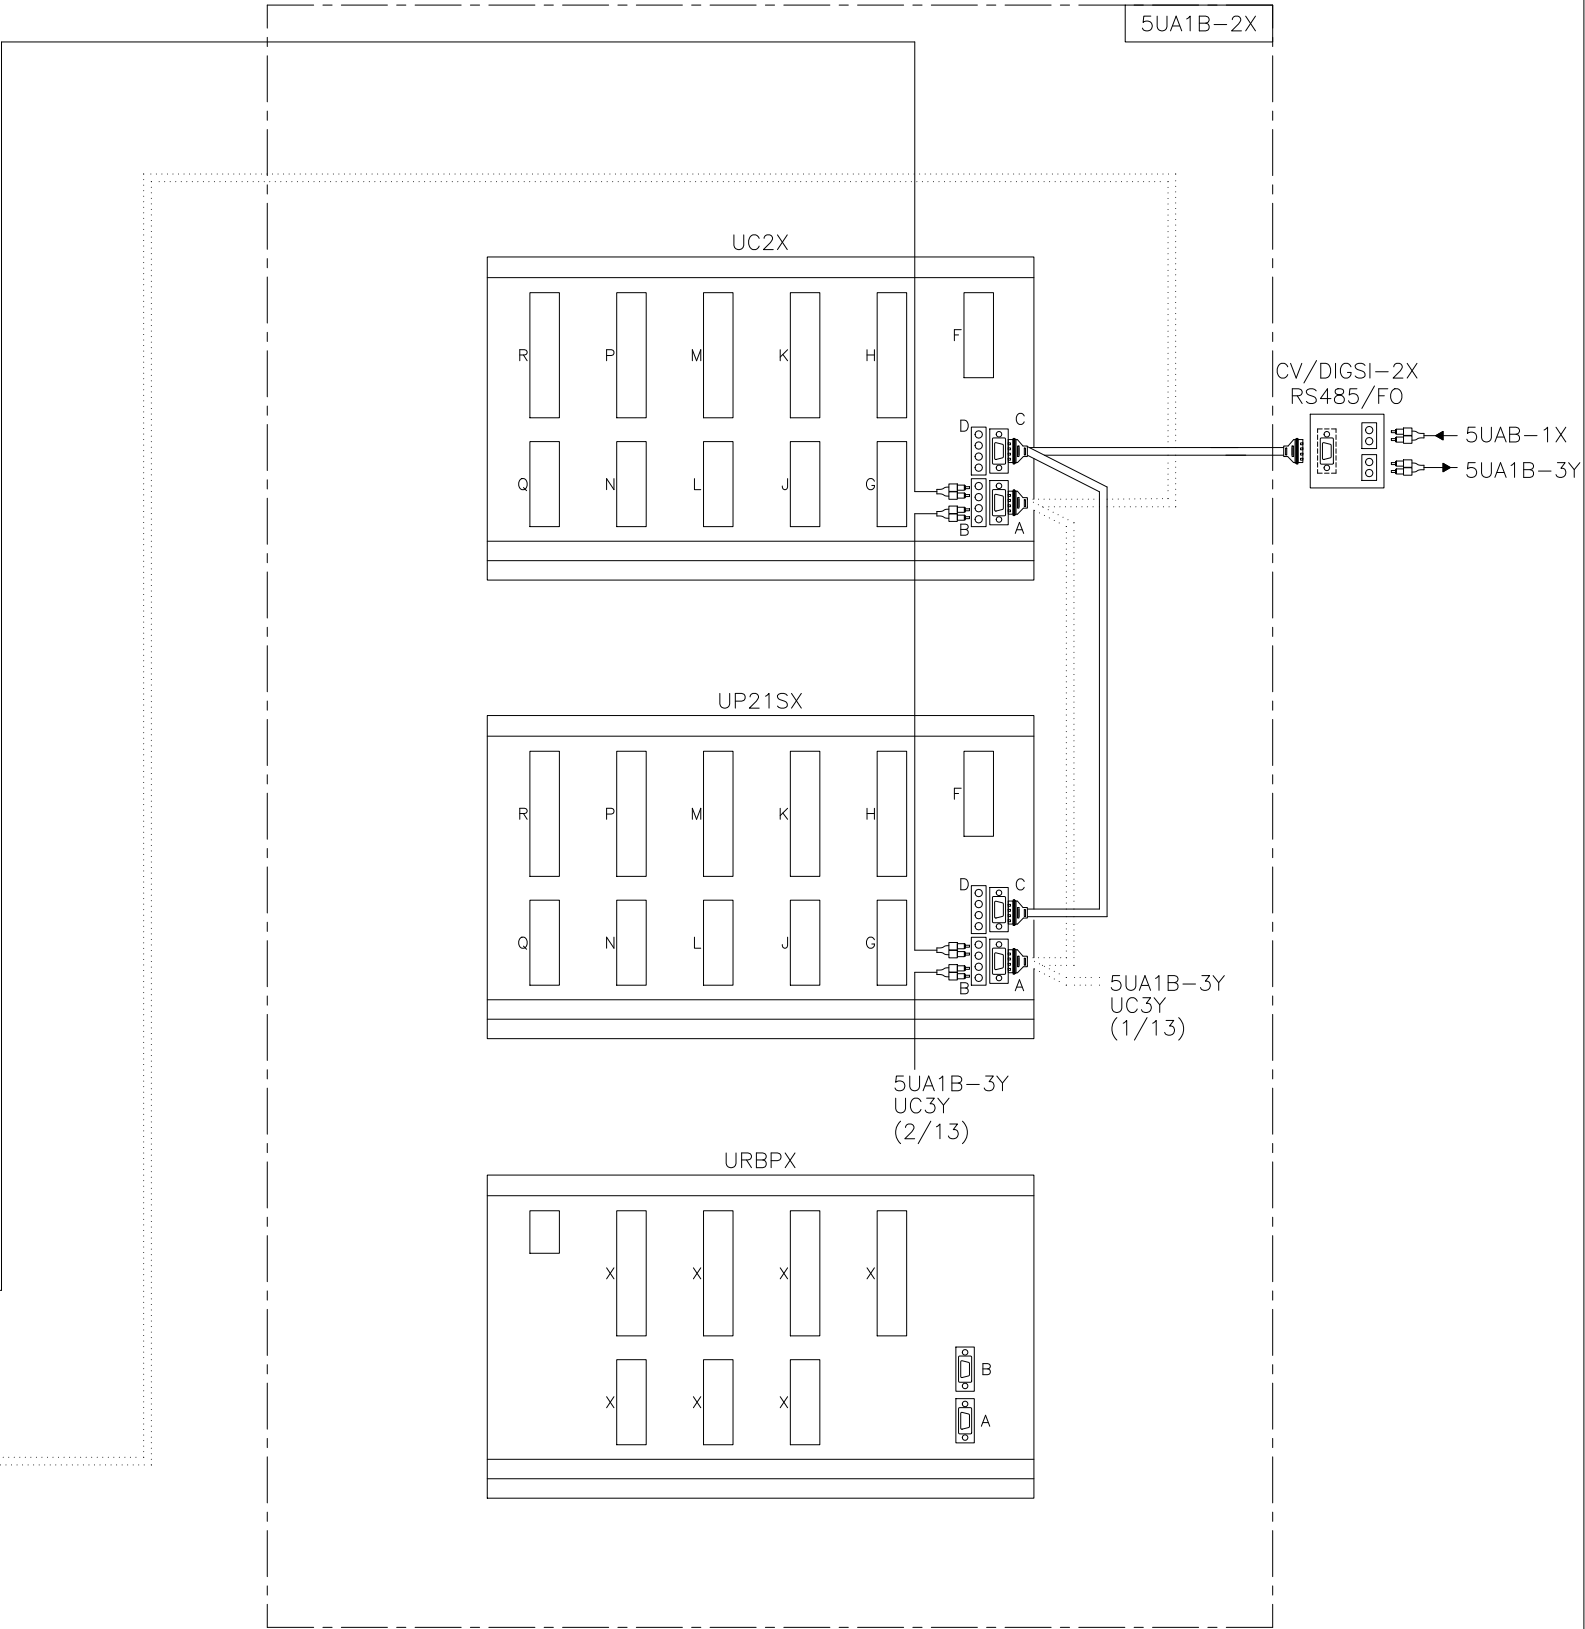 5UA1B-2X
UC2X
R P M K H F
D C
Q N L J G
B A
CV/DIGSI-2X
RS485/FO
5UAB-1X
5UA1B-3Y
UP21SX
R P M K H F
D C
Q N L J G
B A
5UA1B-3Y
UC3Y
(1/13)
5UA1B-3Y
UC3Y
(2/13)
URBPX
X X X X
B
X X X
A